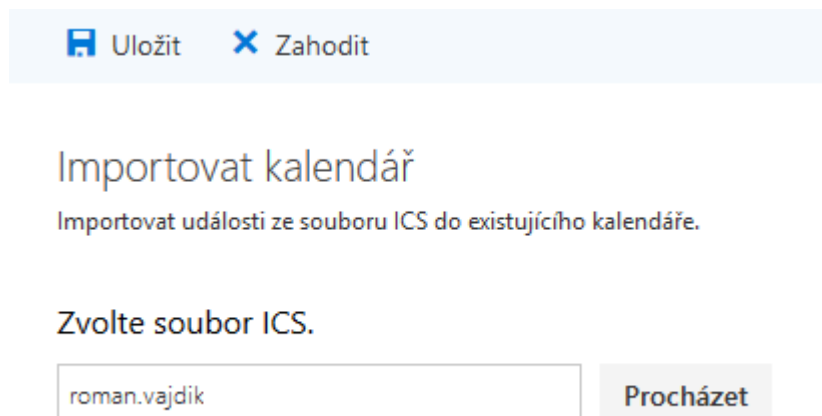 Uložit Zahodit
Importovat kalendář
Importovat události ze souboru ICS do existujícího kalendáře.
Zvolte soubor ICS.
roman.vajdik Procházet